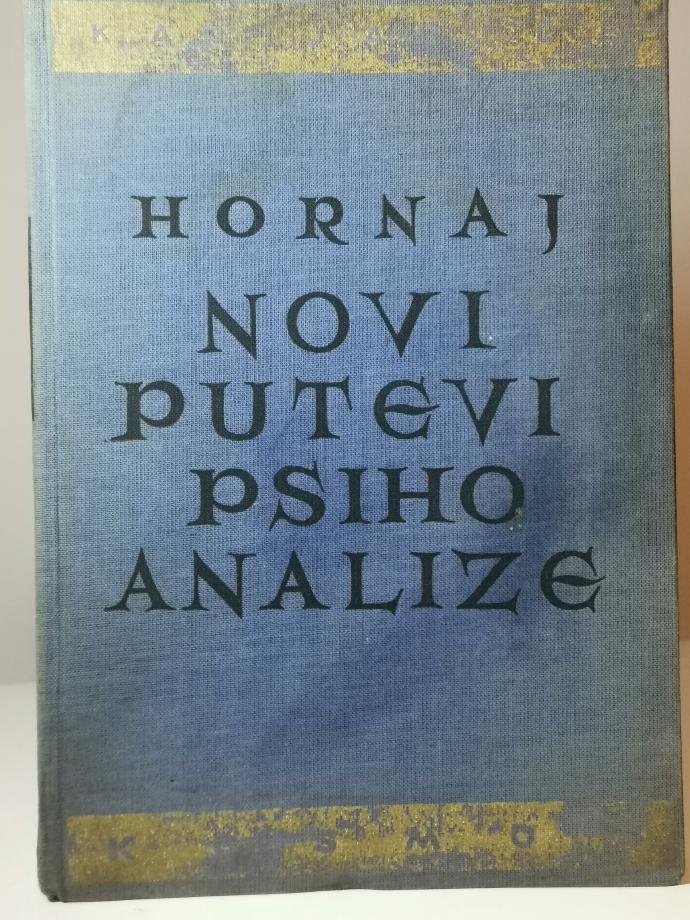 HORNAJ
NOVI
PUTEVI
PSIHO
ANALIZE